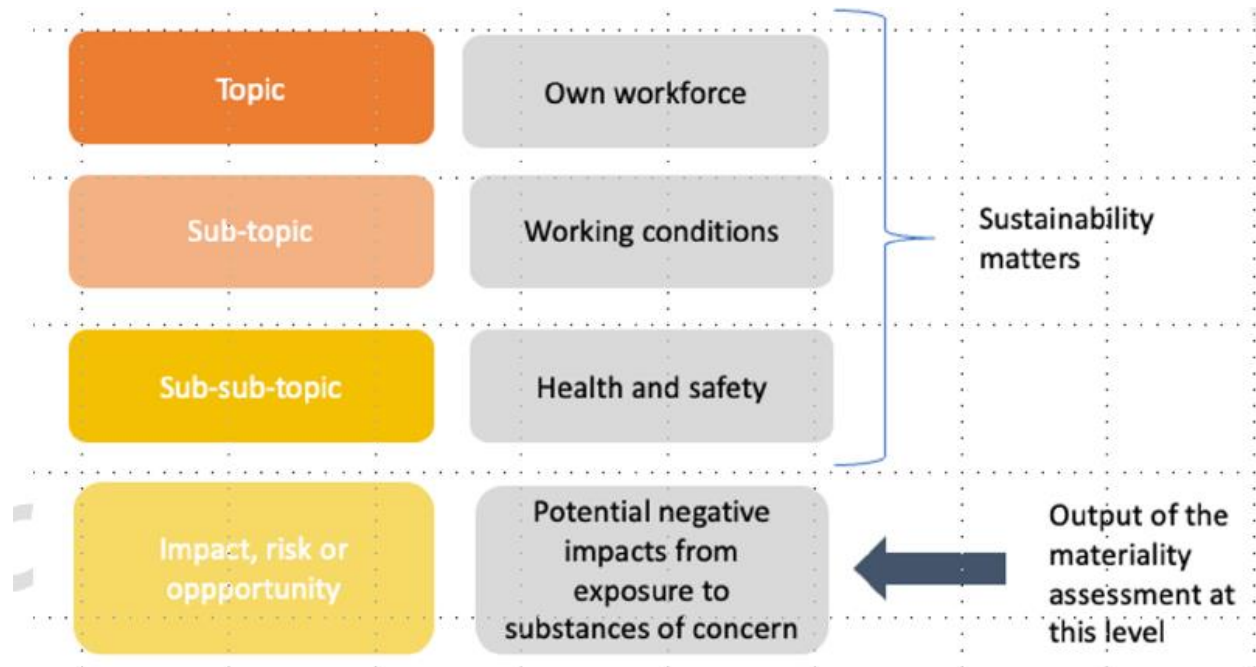 Topic
Own workforce
Sub-topic
Working conditions
Sustainability
matters
Sub-sub-topic
Health and safety
Impact, risk or
oppportunity
Potential negative
impacts from
exposure to
substances of concern
Output of the
materiality
assessment at
this level